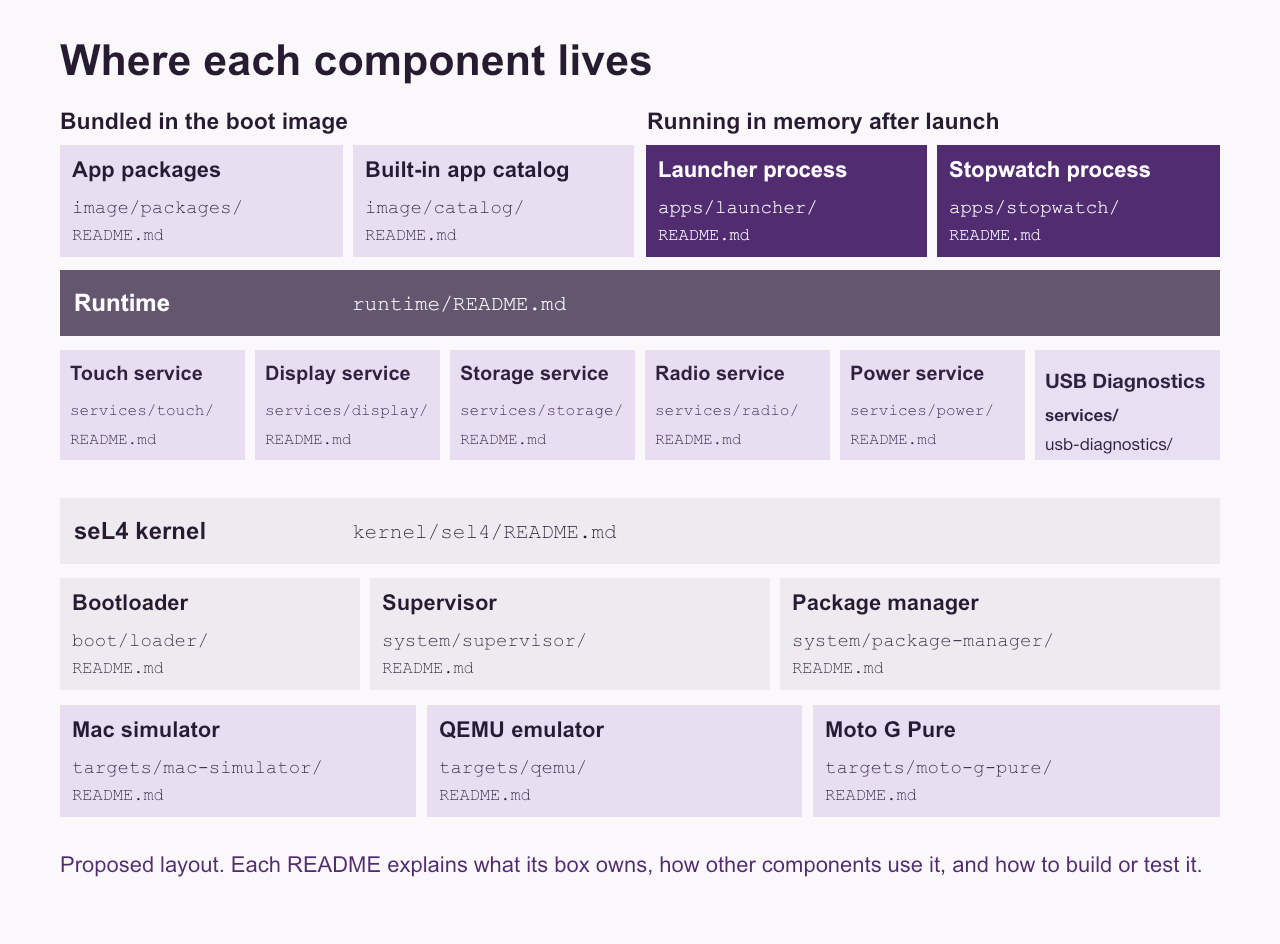 Where each component lives
Bundled in the boot image
Running in memory after launch
App packages
image/packages/
README.md
Built-in app catalog
image/catalog/
README.md
Launcher process
apps/launcher/
README.md
Stopwatch process
apps/stopwatch/
README.md
Runtime
runtime/README.md
Touch service
services/touch/
README.md
Display service
services/display/
README.md
Storage service
services/storage/
README.md
Radio service
services/radio/
README.md
Power service
services/power/
README.md
USB Diagnostics
services/
usb-diagnostics/
seL4 kernel
kernel/sel4/README.md
Bootloader
boot/loader/
README.md
Supervisor
system/supervisor/
README.md
Package manager
system/package-manager/
README.md
Mac simulator
targets/mac-simulator/
README.md
QEMU emulator
targets/qemu/
README.md
Moto G Pure
targets/moto-g-pure/
README.md
Proposed layout. Each README explains what its box owns, how other components use it, and how to build or test it.